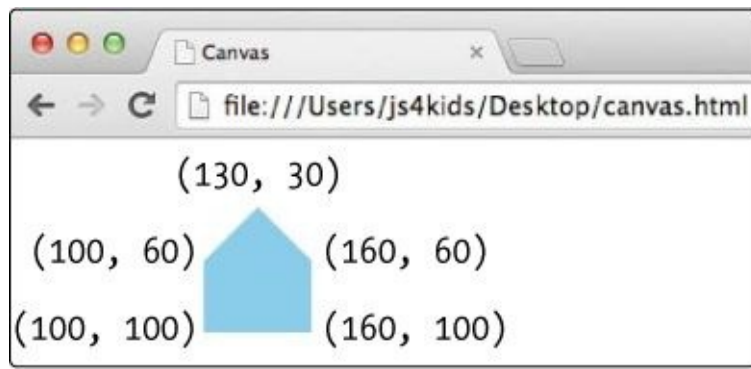 Canvas
file:///Users/js4kids/Desktop/canvas.html
(130, 30)
(100, 60) (160, 60)
(100, 100) (160, 100)